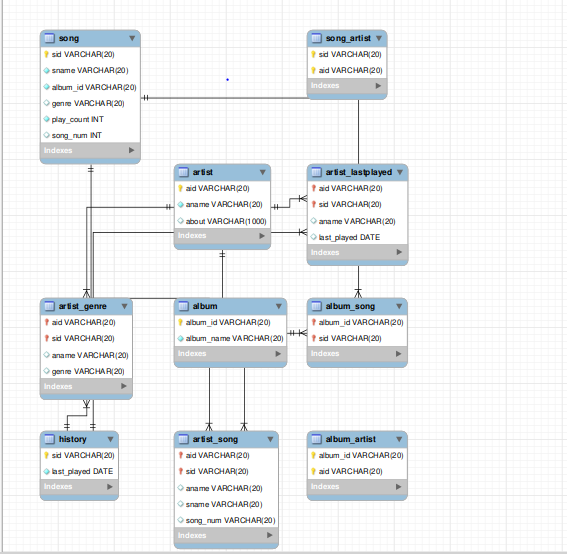 song
sid VARCHAR(20)
sname VARCHAR(20)
album_id VARCHAR(20)
genre VARCHAR(20)
play_count INT
song_num INT
Indexes
song_artist
sid VARCHAR(20)
aid VARCHAR(20)
Indexes
artist
aid VARCHAR(20)
aname VARCHAR(20)
about VARCHAR(1000)
Indexes
artist_lastplayed
aid VARCHAR(20)
sid VARCHAR(20)
aname VARCHAR(20)
last_played DATE
Indexes
artist_genre
aid VARCHAR(20)
sid VARCHAR(20)
aname VARCHAR(20)
genre VARCHAR(20)
Indexes
album
album_id VARCHAR(20)
album_name VARCHAR(20)
Indexes
album_song
album_id VARCHAR(20)
sid VARCHAR(20)
Indexes
history
sid VARCHAR(20)
last_played DATE
Indexes
artist_song
aid VARCHAR(20)
sid VARCHAR(20)
aname VARCHAR(20)
sname VARCHAR(20)
song_num VARCHAR(20)
Indexes
album_artist
album_id VARCHAR(20)
aid VARCHAR(20)
Indexes